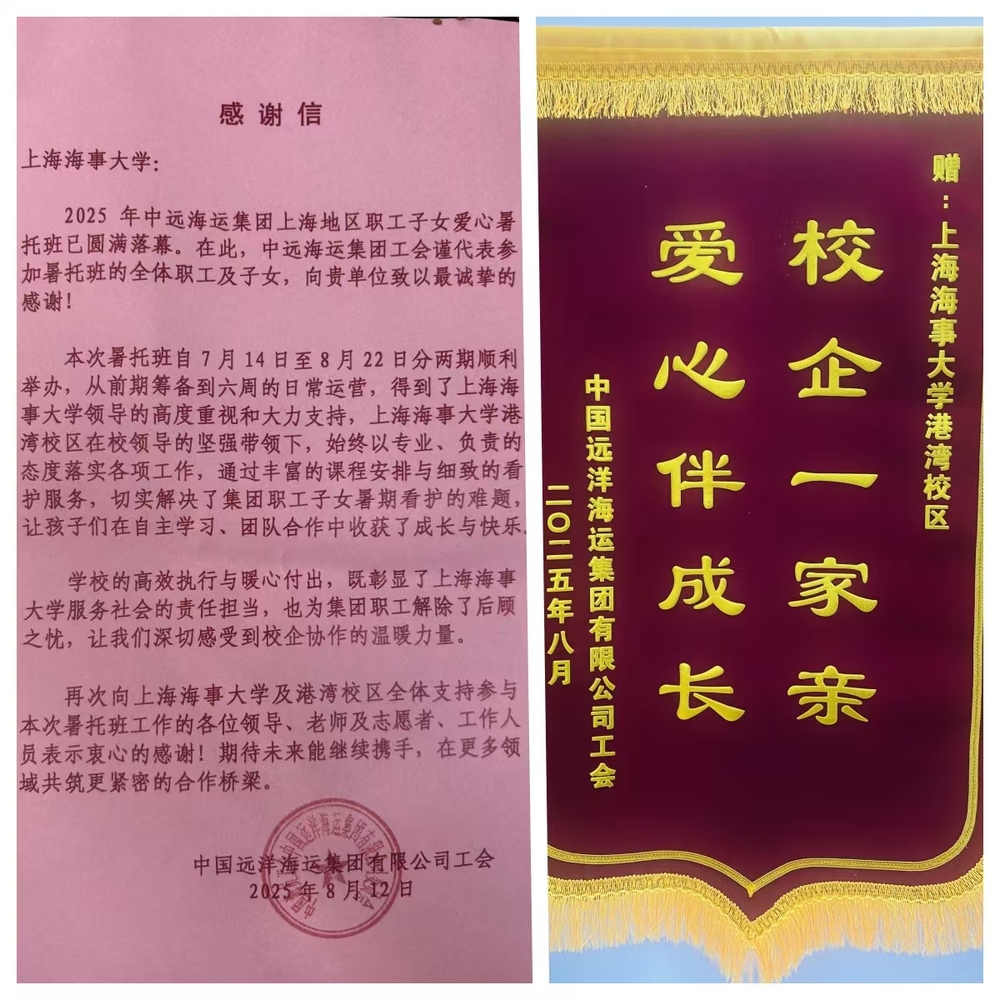 感谢信
上海海事大学：
2025 年中远海运集团上海地区职工子女爱心暑
托班已圆满落幕。在此，中远海运集团工会谨代表参
加暑托班的全体职工及子女，向贵单位致以最诚挚的
感谢！
本次暑托班自 7 月 14 日至 8 月 22 日分两期顺利
举办，从前期筹备到六周的日常运营，得到了上海海
事大学领导的高度重视和大力支持，上海海事大学港
湾校区在校领导的坚强带领下，始终以专业、负责的
态度落实各项工作，通过丰富的课程安排与细致的看
护服务，切实解决了集团职工子女暑期看护的难题，
让孩子们在自主学习、团队合作中收获了成长与快乐.
学校的高效执行与暖心付出，既彰显了上海海事
大学服务社会的责任担当，也为集团职工解除了后顾
之忧，让我们深切感受到校企协作的温暖力量。
再次向上海海事大学及港湾校区全体支持参与
本次暑托班工作的各位领导、老师及志愿者、工作人
员表示衷心的感谢！期待未来能继续携手，在更多领
域共筑更紧密的合作桥梁。
中国远洋海运集团有限公司工会
2025 年 8 月 12 日
赠：上海海事大学港湾校区
校企一家亲
爱心伴成长
中国远洋海运集团有限公司工会
二〇二五年八月